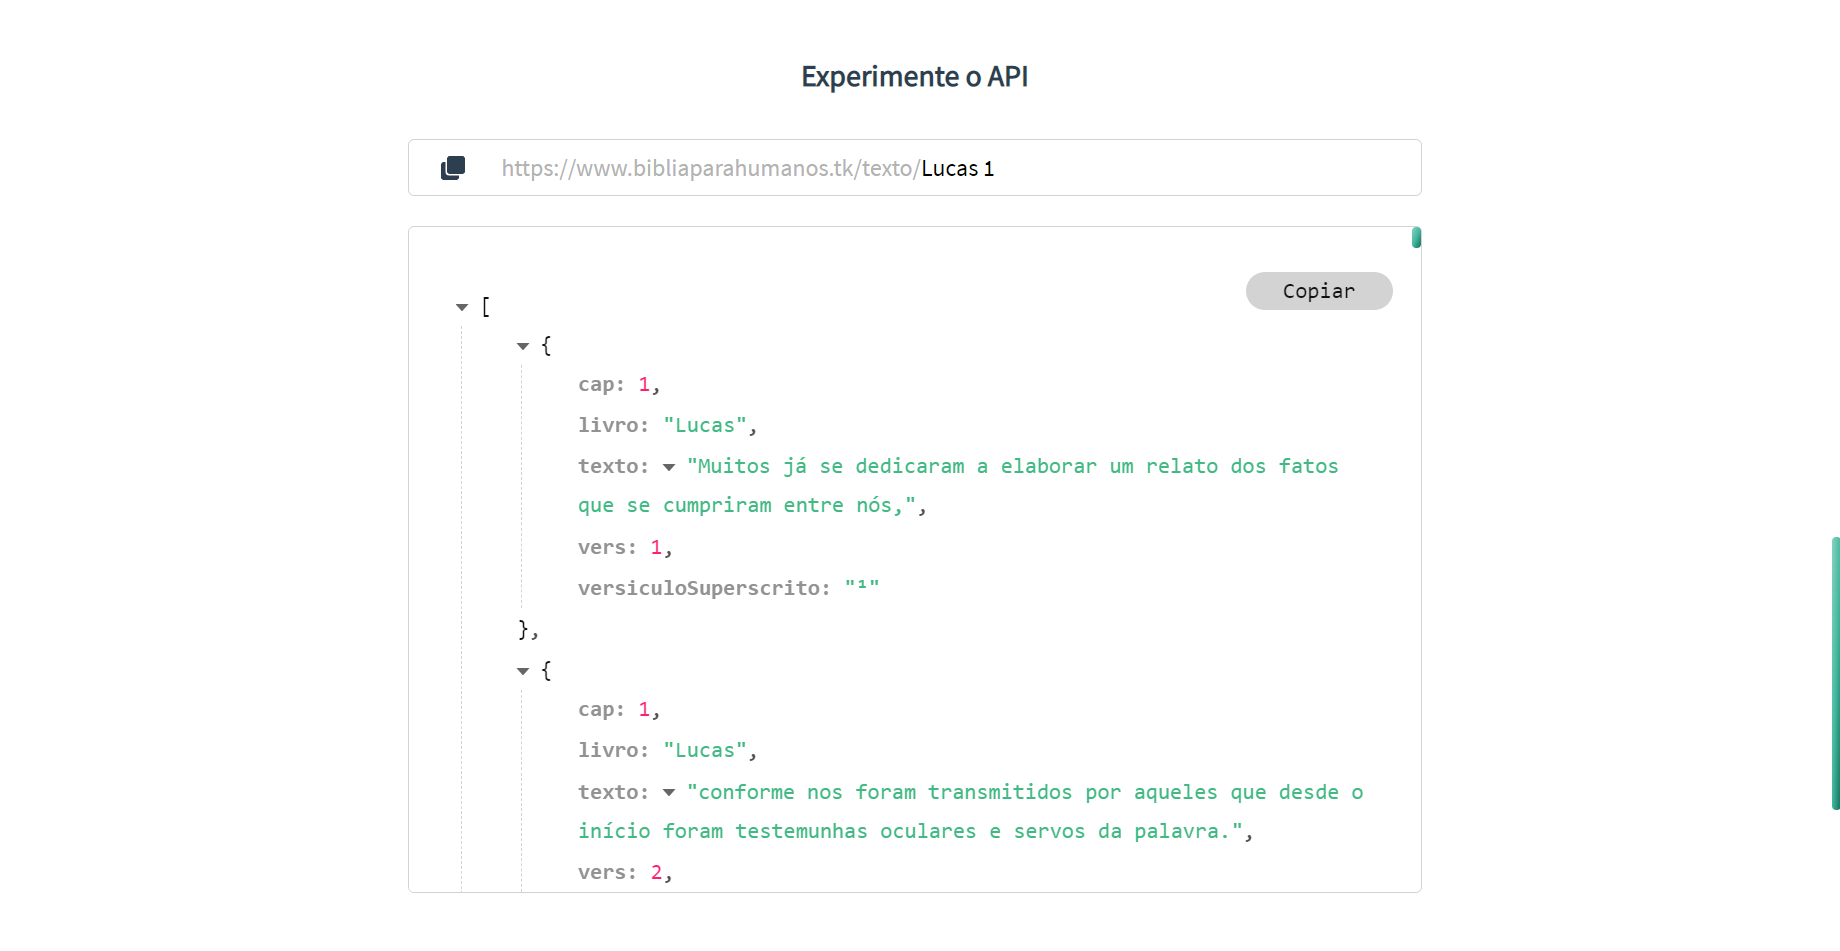 Experimente o API
https://www.bibliaparahumanos.tk/texto/Lucas 1
Copiar
[
{
cap: 1,
livro: "Lucas",
texto: "Muitos já se dedicaram a elaborar um relato dos fatos
que se cumpriram entre nós,",
vers: 1,
versiculoSuperscrito: "¹"
},
{
cap: 1,
livro: "Lucas",
texto: "conforme nos foram transmitidos por aqueles que desde o
início foram testemunhas oculares e servos da palavra.",
vers: 2,